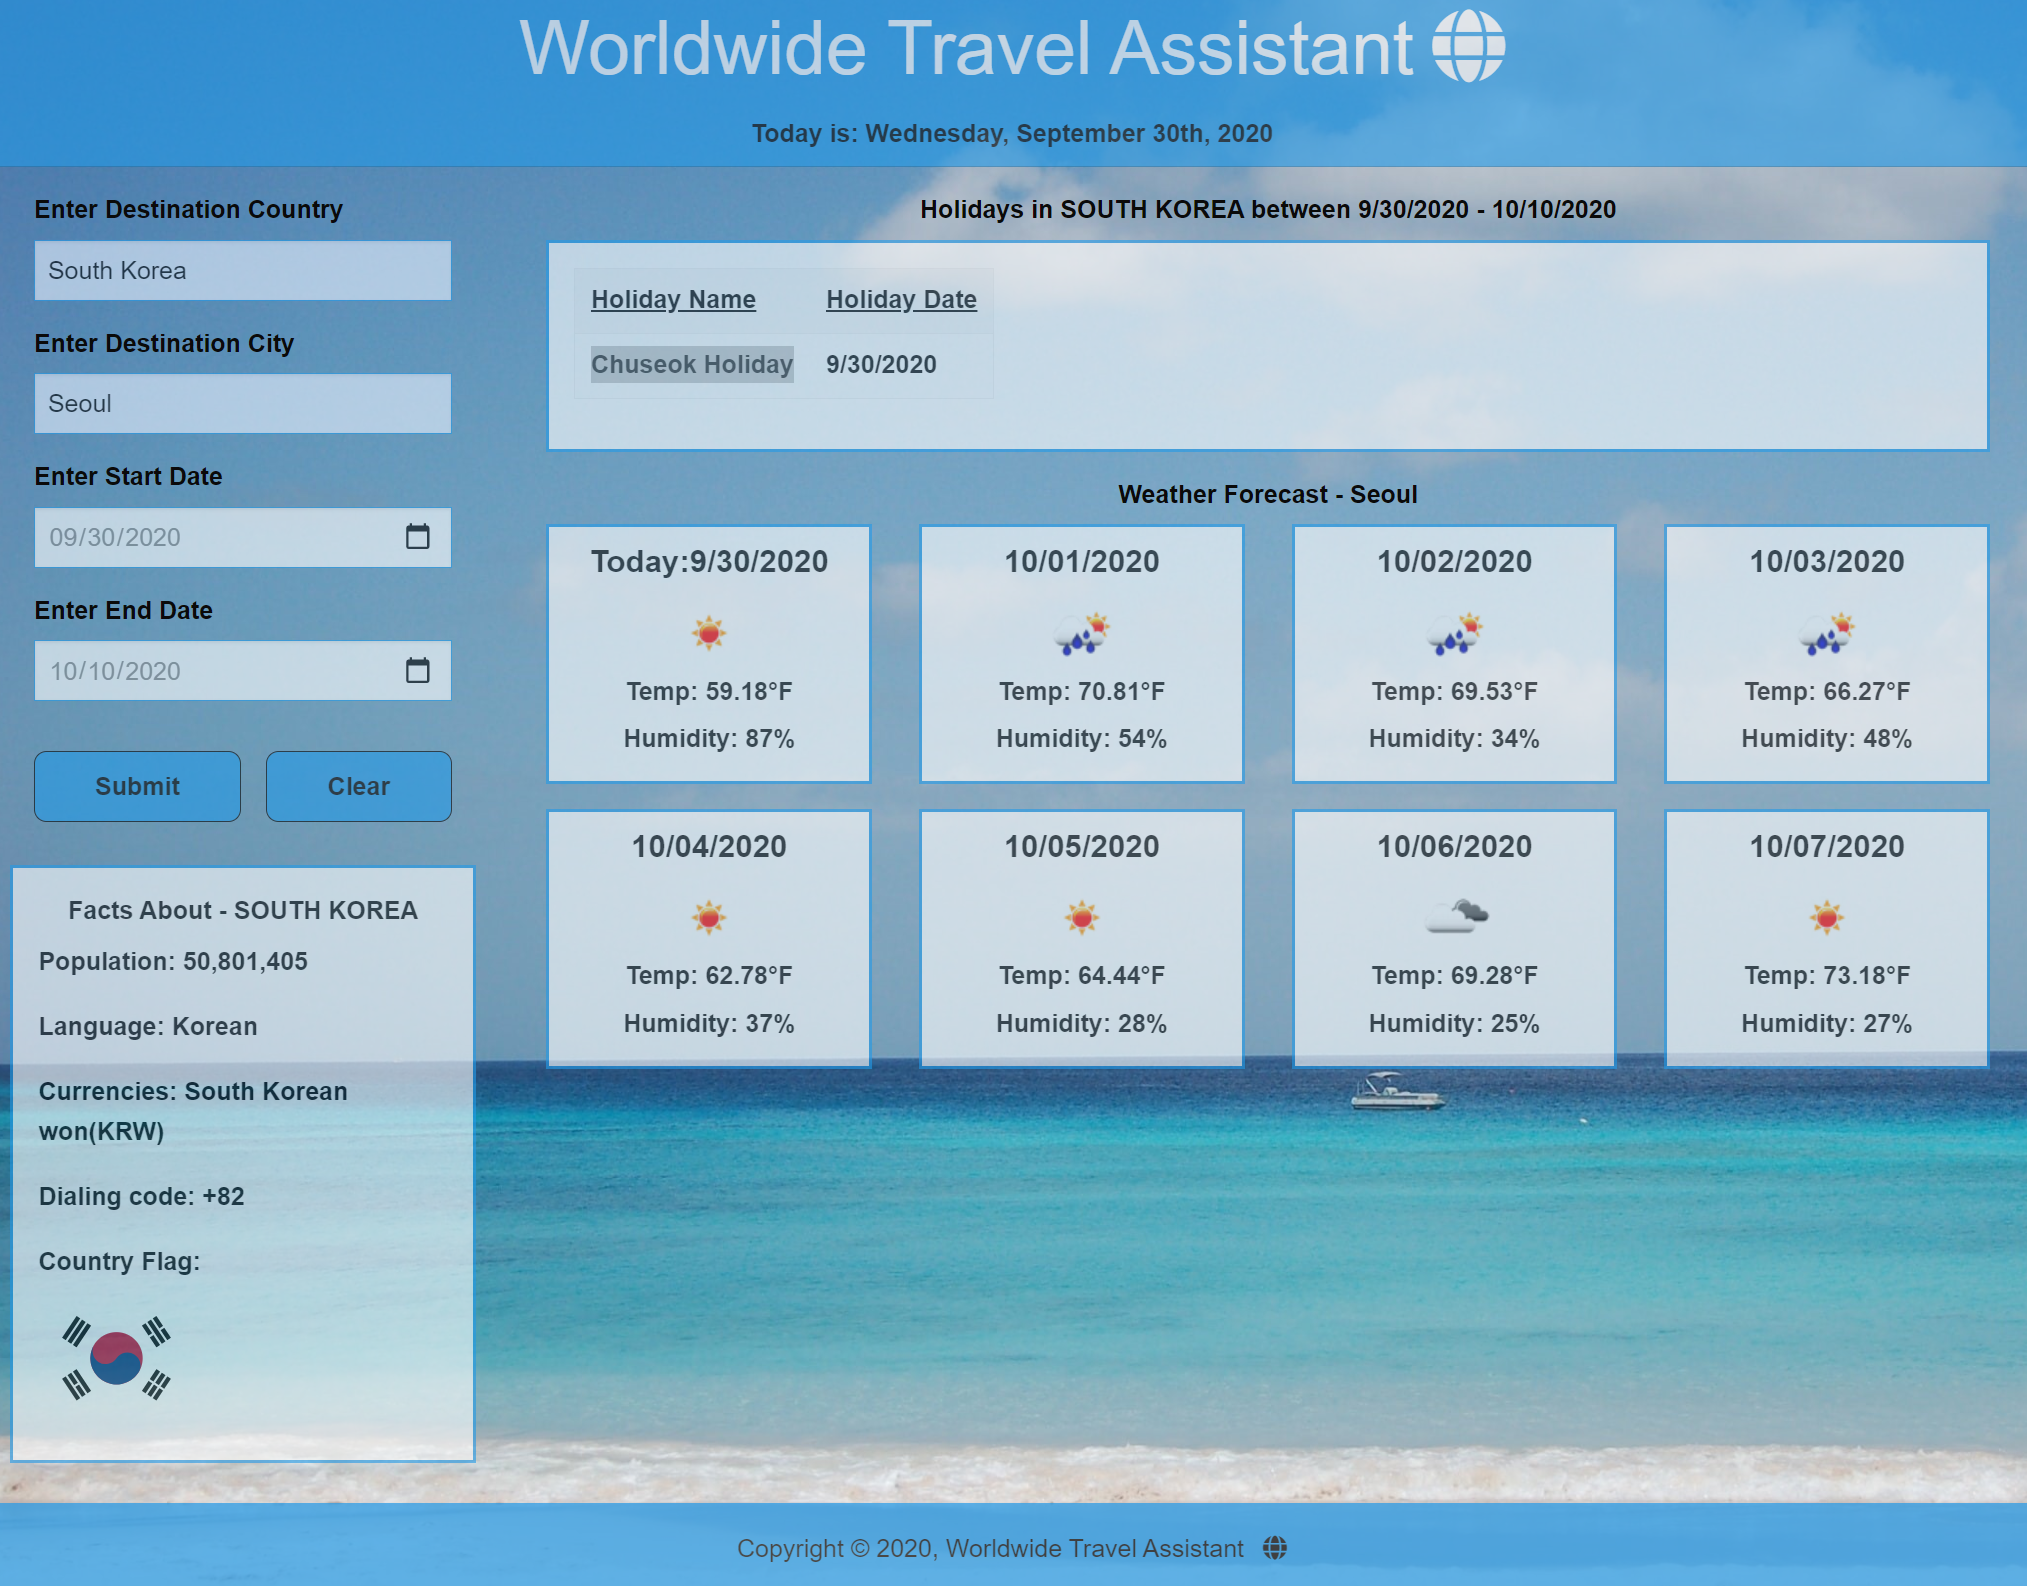 Worldwide Travel Assistant
Today is: Wednesday, September 30th, 2020
Enter Destination Country
South Korea
Enter Destination City
Seoul
Enter Start Date
09/30/2020
Enter End Date
10/10/2020
Submit Clear
Facts About - SOUTH KOREA
Population: 50,801,405
Language: Korean
Currencies: South Korean
won(KRW)
Dialing code: +82
Country Flag:
Holidays in SOUTH KOREA between 9/30/2020 - 10/10/2020
Holiday Name Holiday Date
Chuseok Holiday 9/30/2020
Weather Forecast - Seoul
Today:9/30/2020
Temp: 59.18°F
Humidity: 87%
10/01/2020
Temp: 70.81°F
Humidity: 54%
10/02/2020
Temp: 69.53°F
Humidity: 34%
10/03/2020
Temp: 66.27°F
Humidity: 48%
10/04/2020
Temp: 62.78°F
Humidity: 37%
10/05/2020
Temp: 64.44°F
Humidity: 28%
10/06/2020
Temp: 69.28°F
Humidity: 25%
10/07/2020
Temp: 73.18°F
Humidity: 27%
Copyright © 2020, Worldwide Travel Assistant